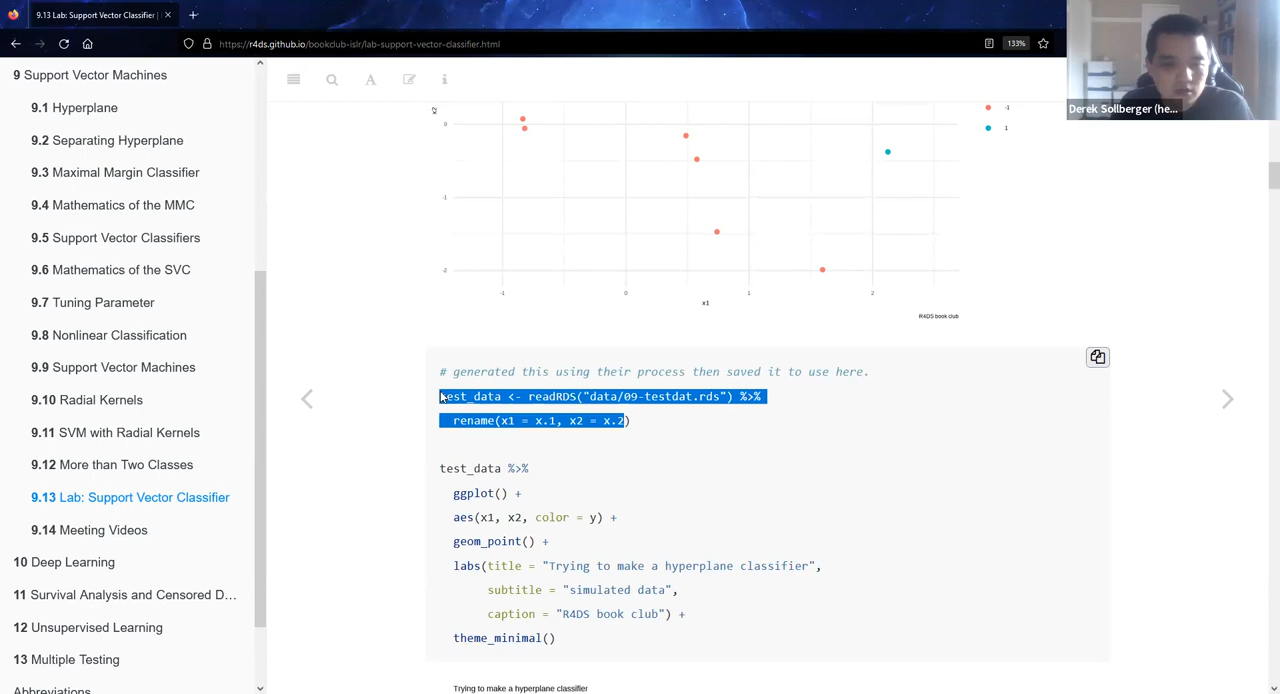 9.13 Lab: Support Vector Classifier |
https://r4ds.github.io/bookclub-islr/lab-support-vector-classifier.html
133%
Derek Sollberger (he...
9 Support Vector Machines
9.1 Hyperplane
9.2 Separating Hyperplane
9.3 Maximal Margin Classifier
9.4 Mathematics of the MMC
9.5 Support Vector Classifiers
9.6 Mathematics of the SVC
9.7 Tuning Parameter
9.8 Nonlinear Classification
9.9 Support Vector Machines
9.10 Radial Kernels
9.11 SVM with Radial Kernels
9.12 More than Two Classes
9.13 Lab: Support Vector Classifier
9.14 Meeting Videos
10 Deep Learning
11 Survival Analysis and Censored D...
12 Unsupervised Learning
13 Multiple Testing
Abbreviations
A
i
x2
0
-1
-2
-1
0
1
2
x1
-1
1
R4DS book club
# generated this using their process then saved it to use here.
test_data <- readRDS("data/09-testdat.rds") %>%
rename(x1 = x.1, x2 = x.2)
test_data %>%
ggplot() +
aes(x1, x2, color = y) +
geom_point() +
labs(title = "Trying to make a hyperplane classifier",
subtitle = "simulated data",
caption = "R4DS book club") +
theme_minimal()
Trying to make a hyperplane classifier